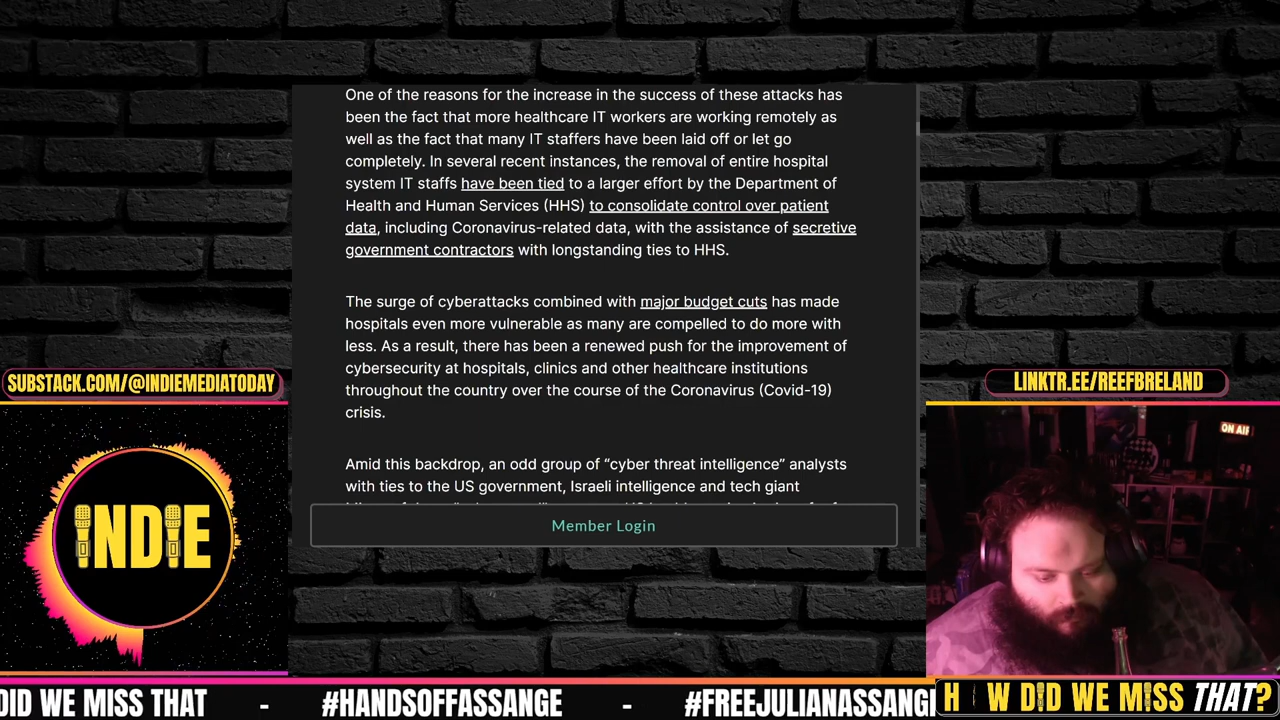 One of the reasons for the increase in the success of these attacks has
been the fact that more healthcare IT workers are working remotely as
well as the fact that many IT staffers have been laid off or let go
completely. In several recent instances, the removal of entire hospital
system IT staffs have been tied to a larger effort by the Department of
Health and Human Services (HHS) to consolidate control over patient
data, including Coronavirus-related data, with the assistance of secretive
government contractors with longstanding ties to HHS.
The surge of cyberattacks combined with major budget cuts has made
hospitals even more vulnerable as many are compelled to do more with
less. As a result, there has been a renewed push for the improvement of
cybersecurity at hospitals, clinics and other healthcare institutions
throughout the country over the course of the Coronavirus (Covid-19)
crisis.
Amid this backdrop, an odd group of “cyber threat intelligence” analysts
with ties to the US government, Israeli intelligence and tech giant
Member Login
SUBSTACK.COM/@INDIEMEDIATODAY
INDIE
LINKTR.EE/REEFBRELAND
ON AIR
DID WE MISS THAT - #HANDSOFFASSANGE - #FREEJULIANASSANG
HOW DID WE MISS THAT?